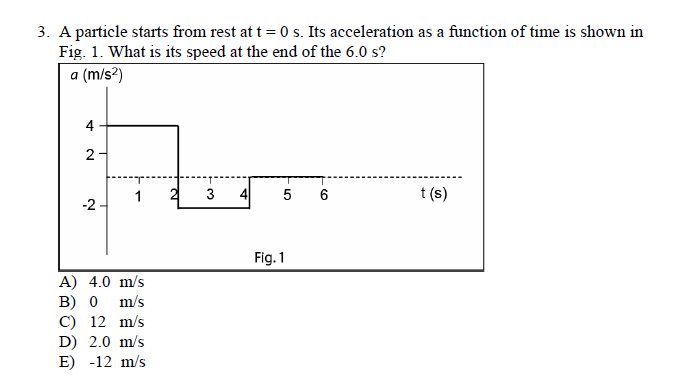 3. A particle starts from rest at t = 0 s. Its acceleration as a function of time is shown in
Fig. 1. What is its speed at the end of the 6.0 s?
a (m/s²)
4
2
1 2 3 4 5 6 t (s)
-2
Fig. 1
A) 4.0 m/s
B) 0 m/s
C) 12 m/s
D) 2.0 m/s
E) -12 m/s